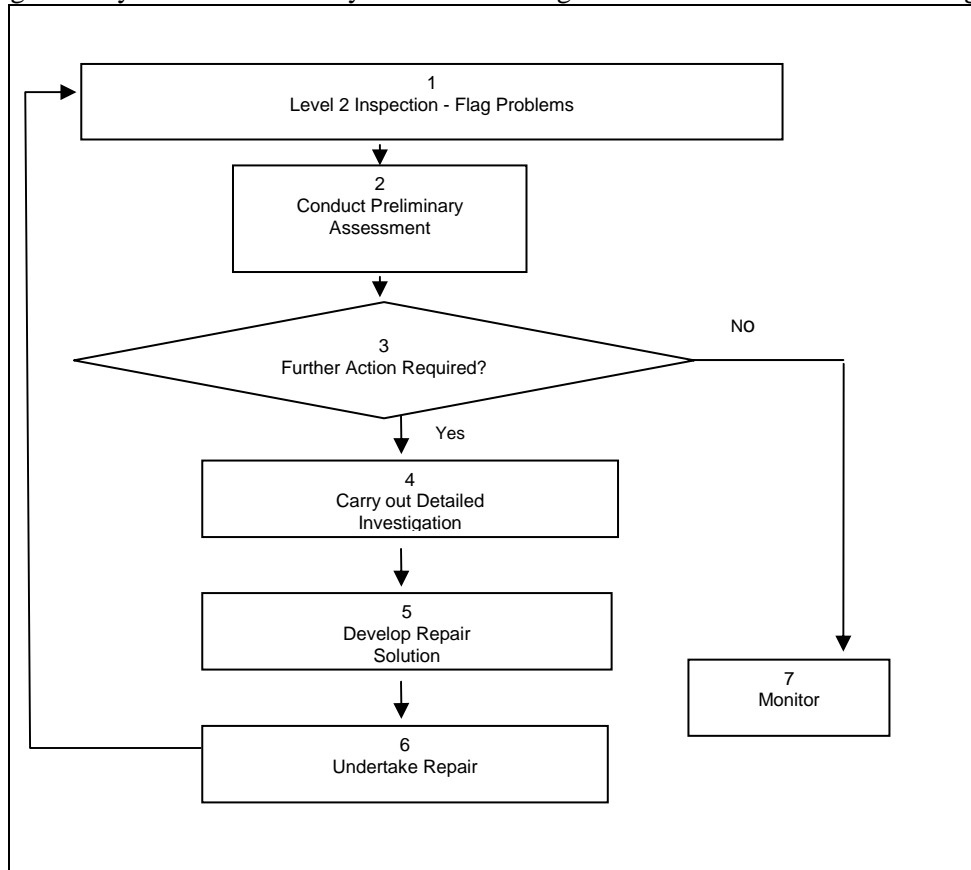 1
Level 2 Inspection - Flag Problems
2
Conduct Preliminary
Assessment
3
Further Action Required?
No
Yes
4
Carry out Detailed
Investigation
5
Develop Repair
Solution
7
Monitor
6
Undertake Repair